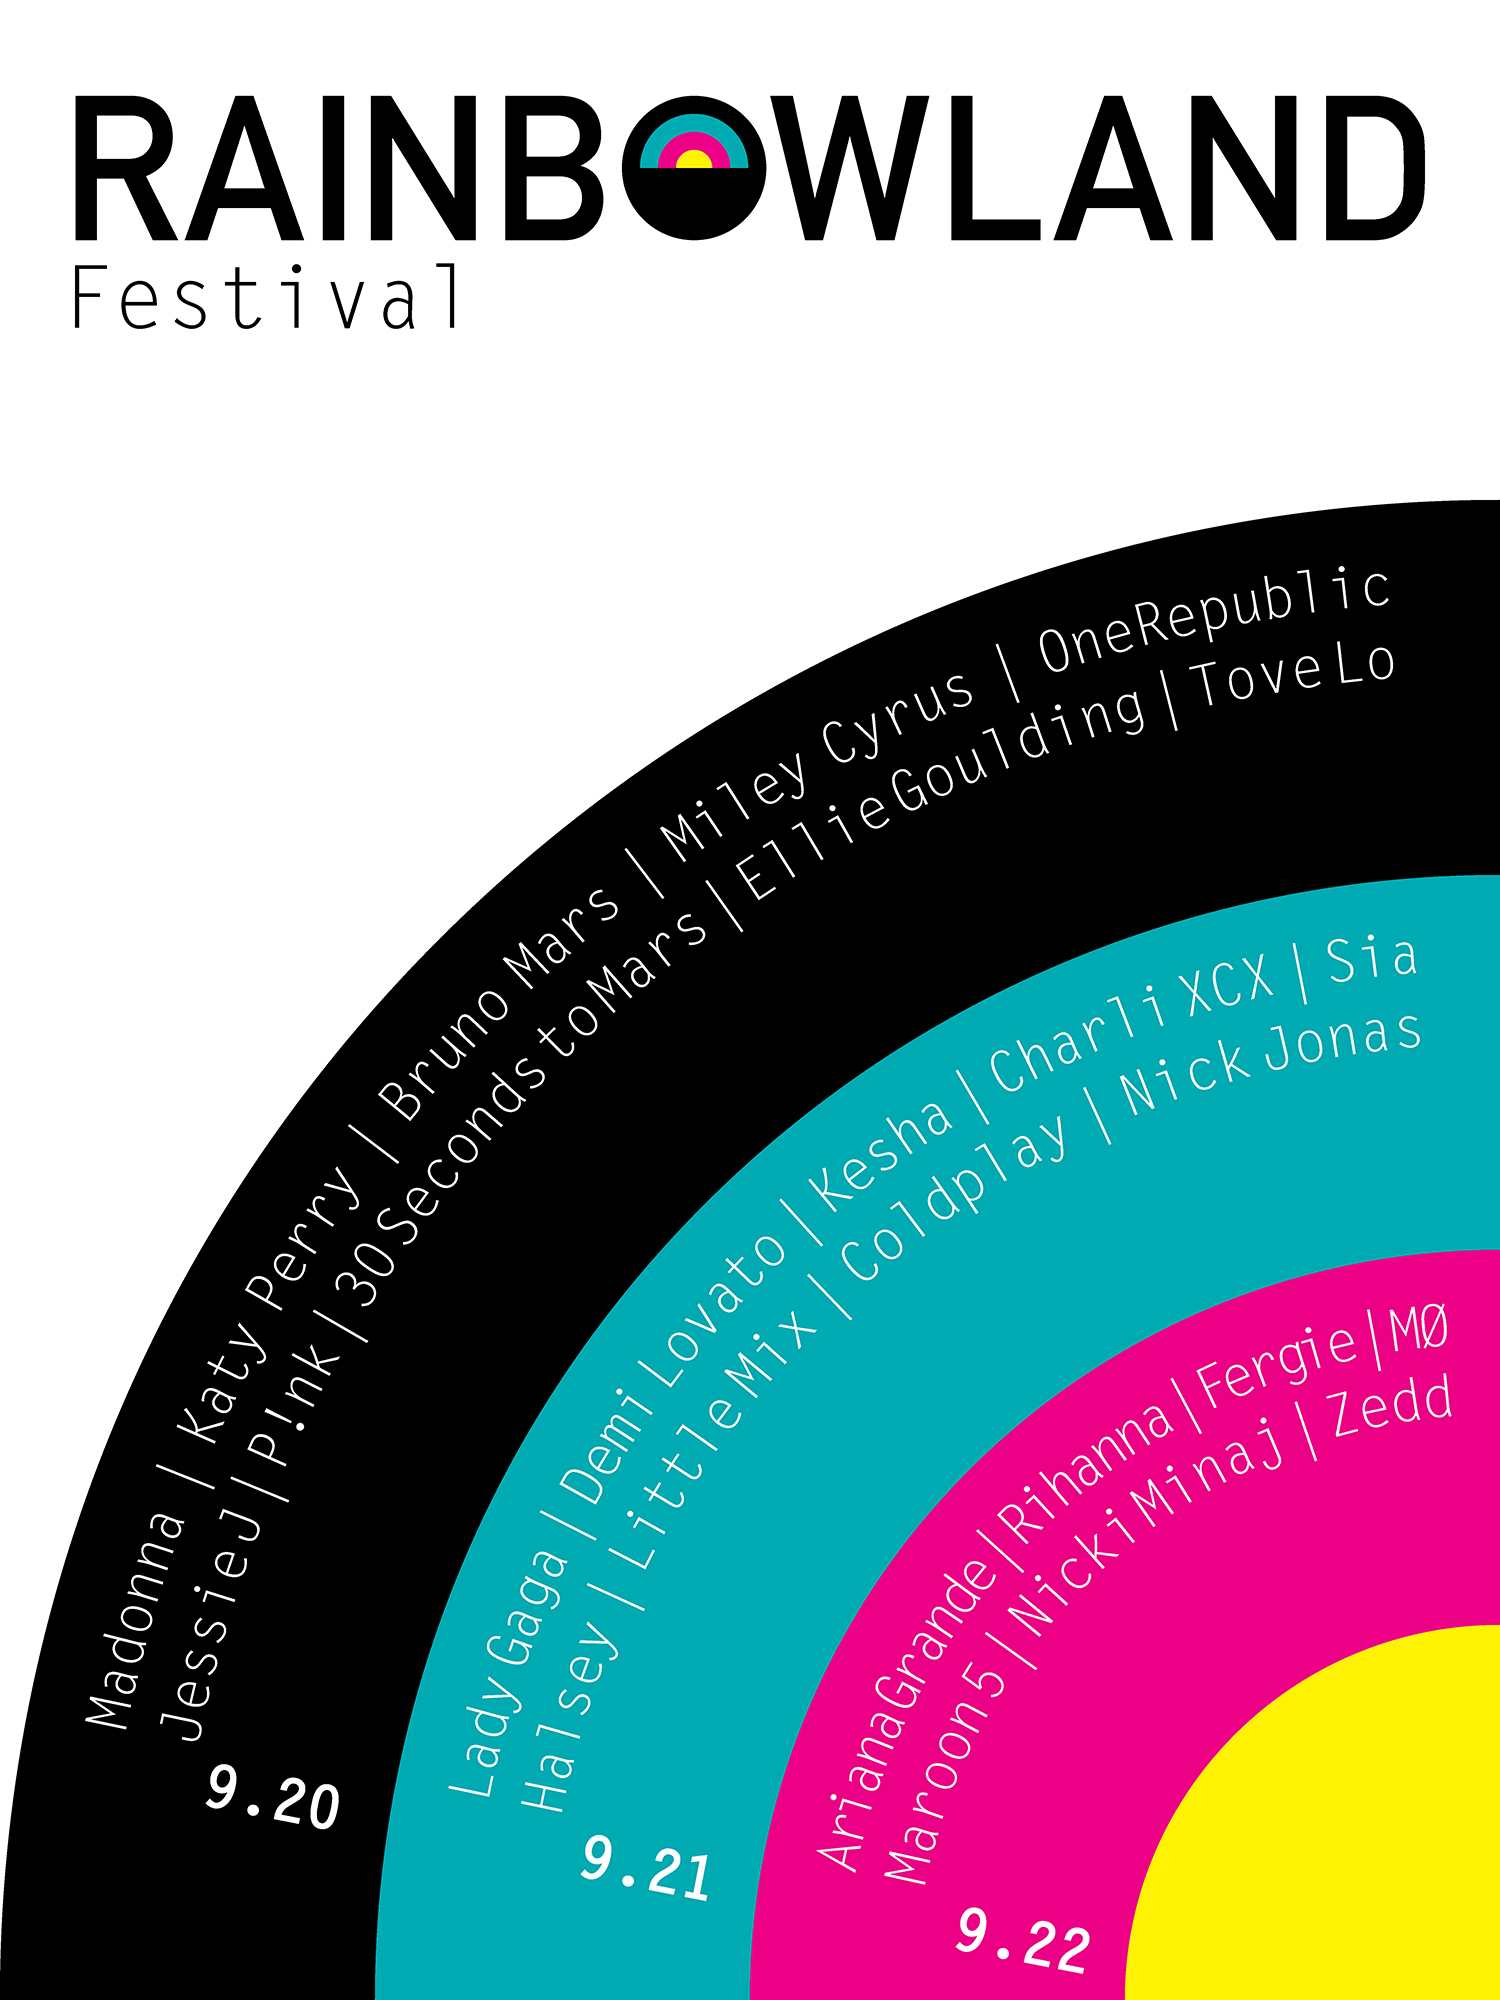 RAINBOWLAND
Festival
Madonna | Katy Perry | Bruno Mars | Miley Cyrus | OneRepublic
Jessie J | P!nk | 30 Seconds to Mars | Ellie Goulding | Tove Lo
9.20
Lady Gaga | Demi Lovato | Kesha | Charli XCX | Sia
Halsey | Little Mix | Coldplay | Nick Jonas
9.21
Ariana Grande | Rihanna | Fergie | MØ
Maroon 5 | Nicki Minaj | Zedd
9.22